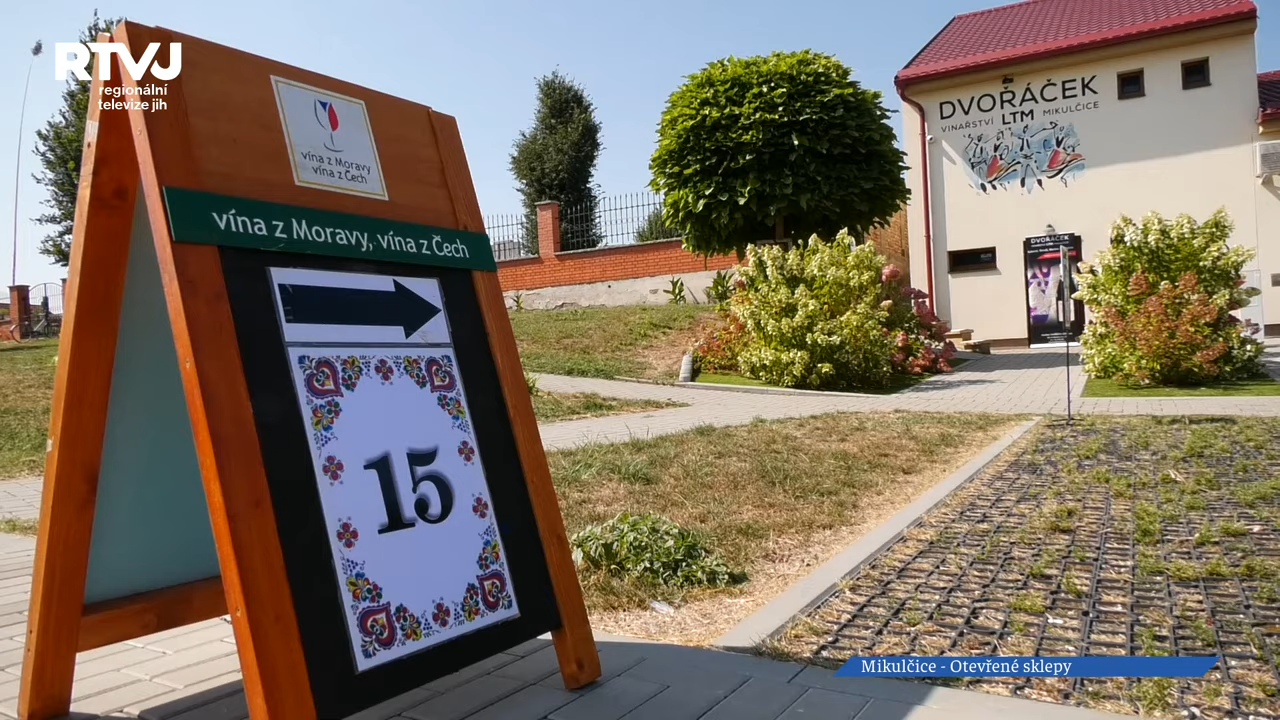 RTVJ
regionální
televize jih
vína z Moravy
vína z Čech
vína z Moravy, vína z Čech
15
DVOŘÁČEK
VINAŘSTVÍ LTM MIKULČICE
DVOŘÁČEK
Mikulčice - Otevřené sklepy